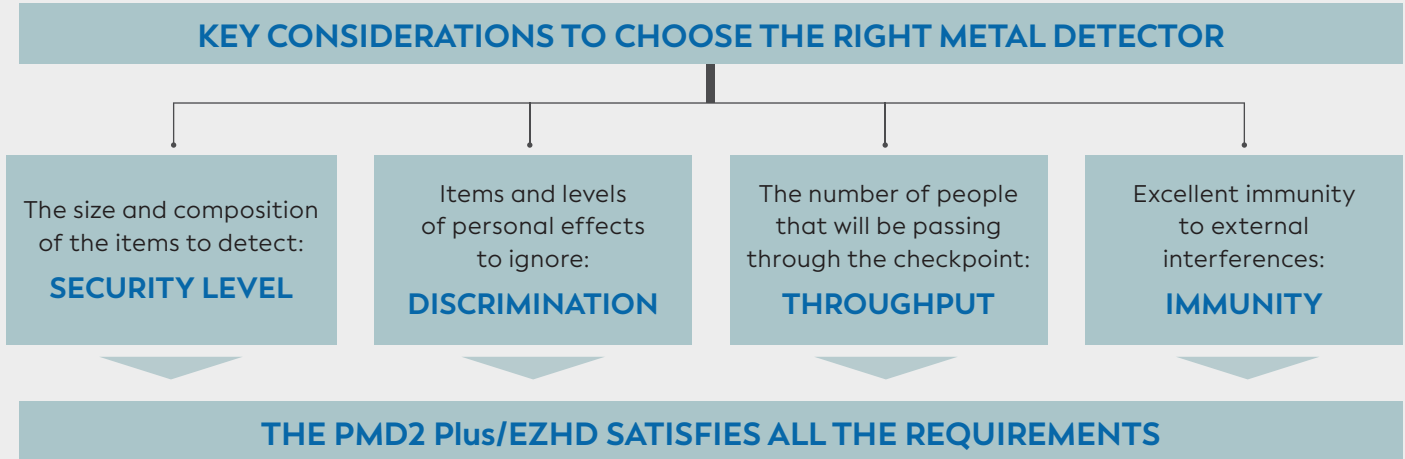 KEY CONSIDERATIONS TO CHOOSE THE RIGHT METAL DETECTOR
The size and composition
of the items to detect:
SECURITY LEVEL
Items and levels
of personal effects
to ignore:
DISCRIMINATION
The number of people
that will be passing
through the checkpoint:
THROUGHPUT
Excellent immunity
to external
interferences:
IMMUNITY
THE PMD2 Plus/EZHD SATISFIES ALL THE REQUIREMENTS